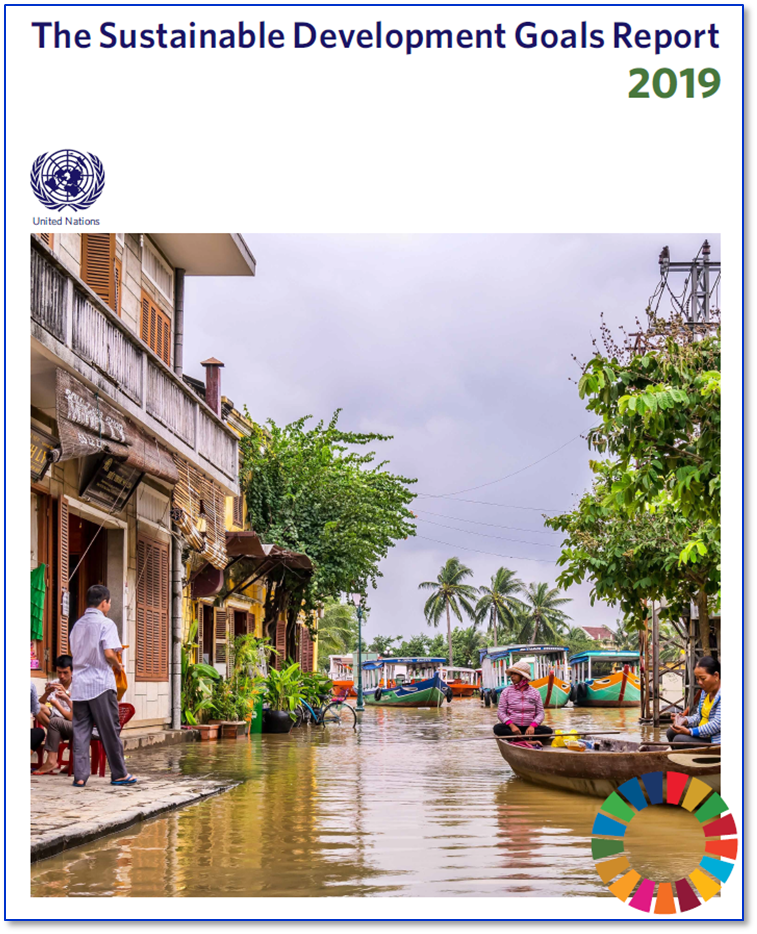 The Sustainable Development Goals Report
2019
United Nations